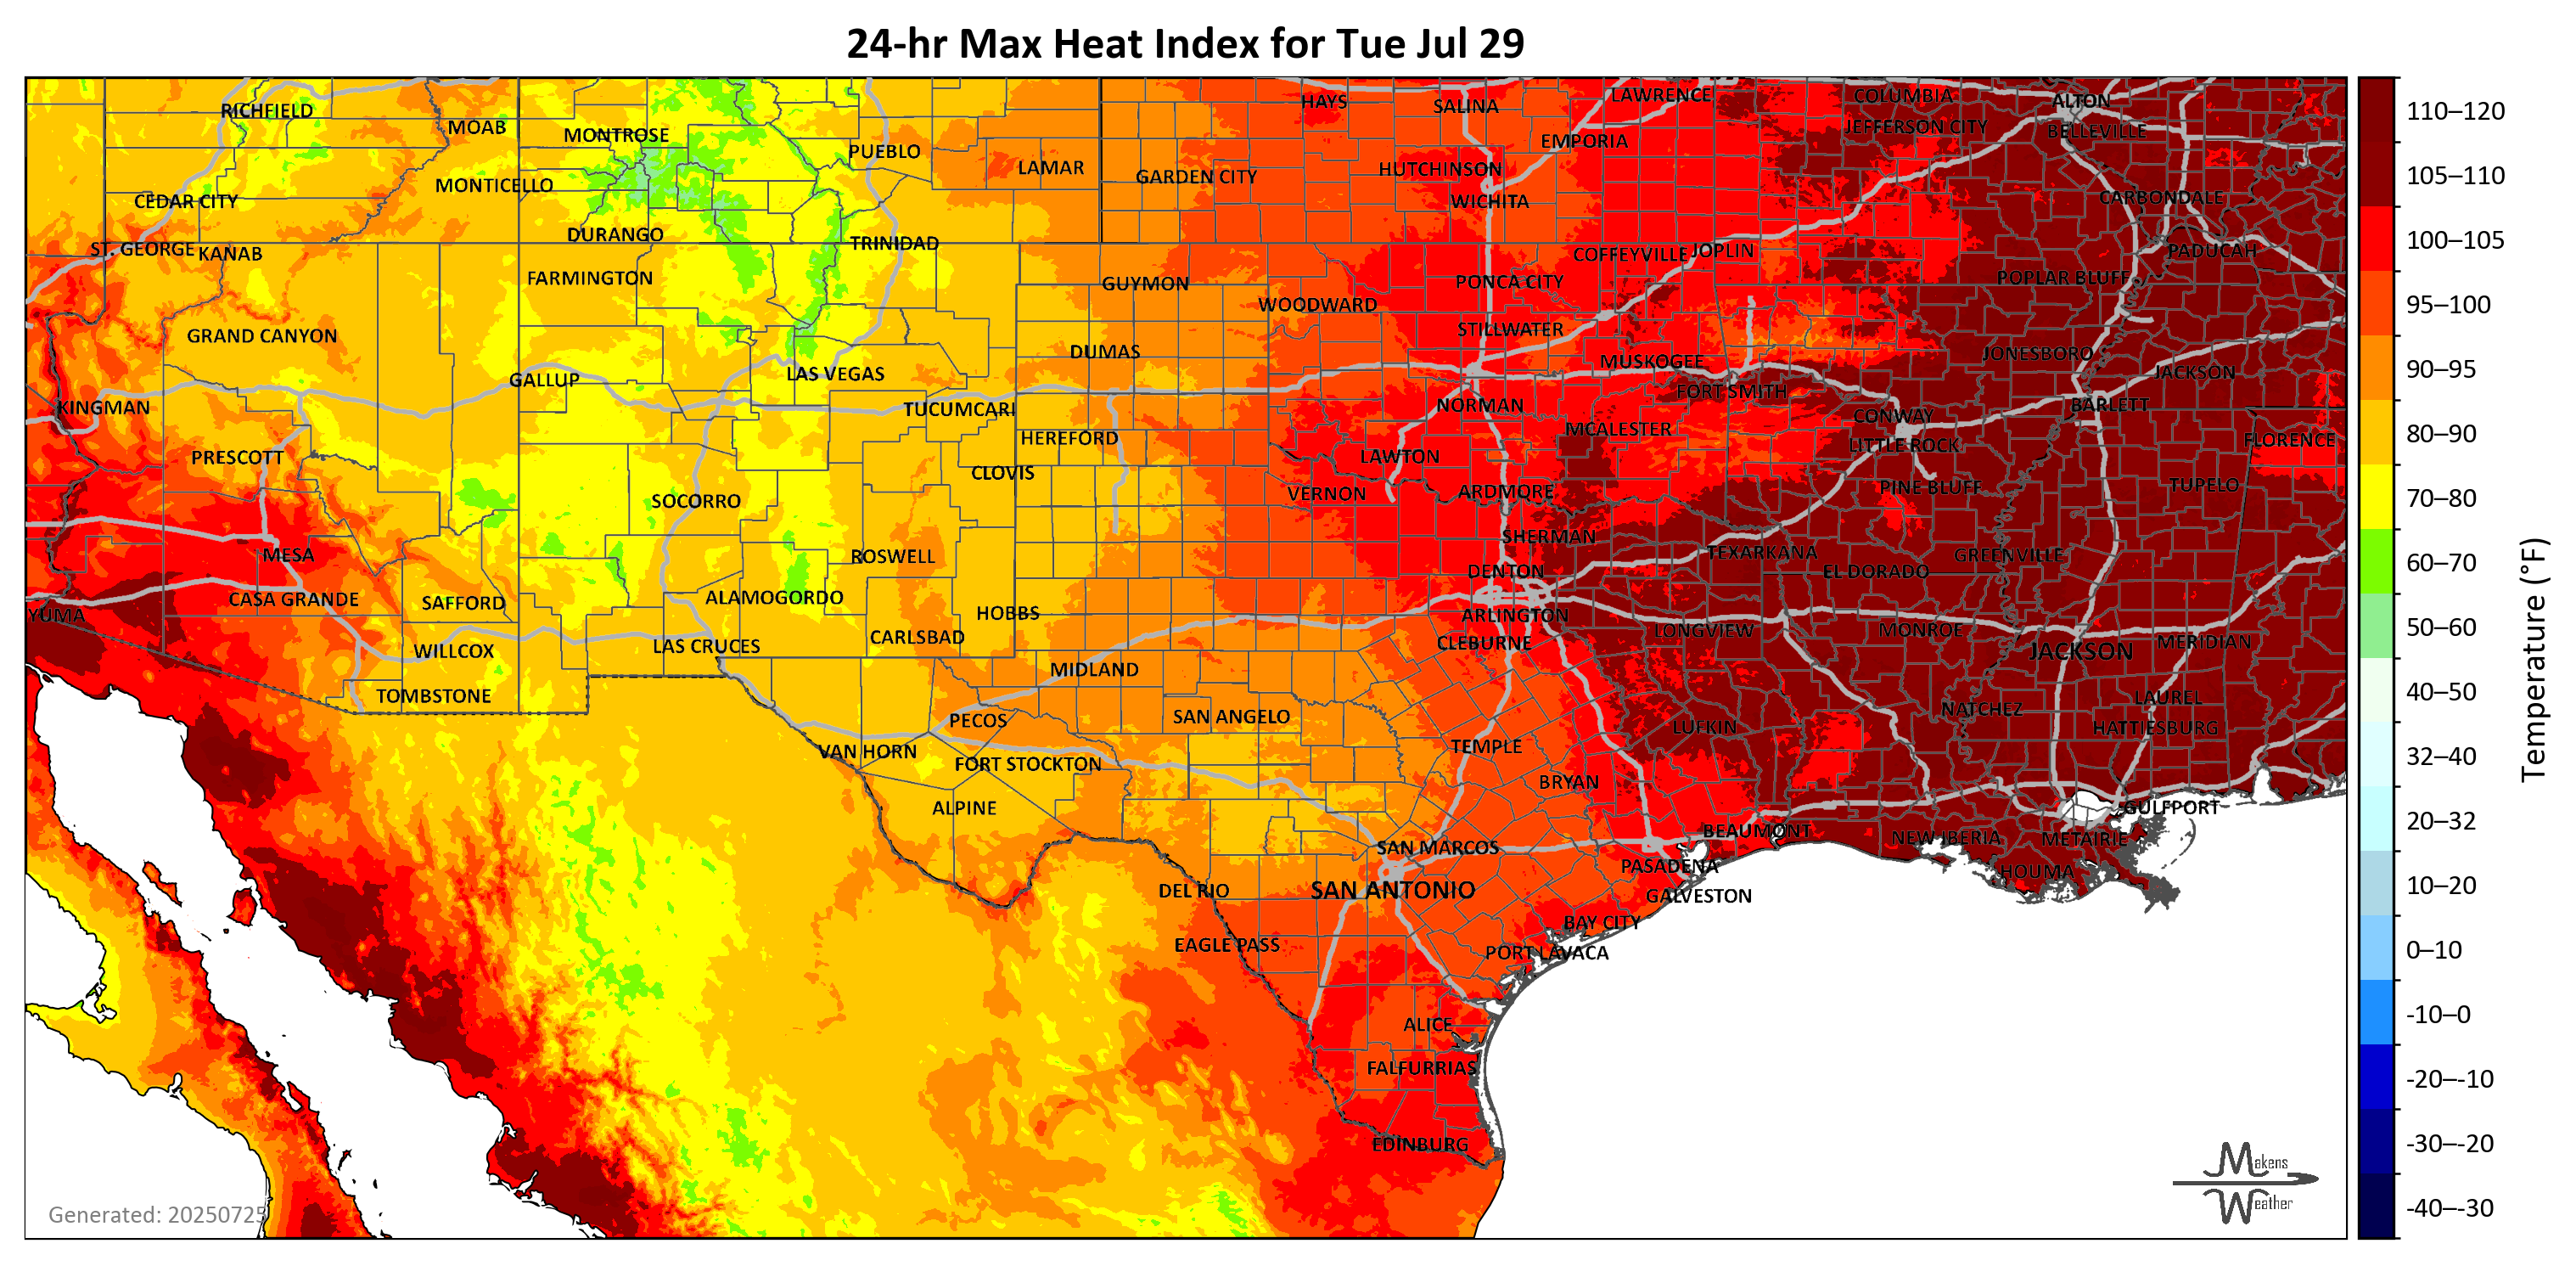 24-hr Max Heat Index for Tue Jul 29
RICHFIELD
MOAB
MONTROSE
PUEBLO
LAMAR
GARDEN CITY
HAYS
SALINA
LAWRENCE
EMPORIA
HUTCHINSON
WICHITA
COLUMBIA
JEFFERSON CITY
ALTON
BELLEVILLE
CARBONDALE
PADUCAH
CEDAR CITY
MONTICELLO
ST. GEORGE
KANAB
DURANGO
TRINIDAD
FARMINGTON
GUYMON
WOODWARD
PONCA CITY
COFFEYVILLE
JOPLIN
POPLAR BLUFF
GRAND CANYON
DUMAS
STILLWATER
MUSKOGEE
JONESBORO
JACKSON
GALLUP
LAS VEGAS
FORT SMITH
KINGMAN
TUCUMCARI
NORMAN
CONWAY
BARLETT
HEREFORD
MCALESTER
LITTLE ROCK
FLORENCE
PRESCOTT
CLOVIS
LAWTON
SOCORRO
VERNON
ARDMORE
PINE BLUFF
TUPELO
MESA
ROSWELL
SHERMAN
TEXARKANA
GREENVILLE
DENTON
EL DORADO
CASA GRANDE
SAFFORD
ALAMOGORDO
YUMA
HOBBS
ARLINGTON
CARLSBAD
CLEBURNE
LONGVIEW
MONROE
JACKSON
MERIDIAN
WILLCOX
LAS CRUCES
MIDLAND
TOMBSTONE
PECOS
SAN ANGELO
NATCHEZ
LAUREL
LUFKIN
HATTIESBURG
VAN HORN
FORT STOCKTON
TEMPLE
BRYAN
ALPINE
GULFPORT
BEAUMONT
NEW IBERIA
METAIRIE
SAN MARCOS
PASADENA
HOUMA
DEL RIO
SAN ANTONIO
GALVESTON
BAY CITY
EAGLE PASS
PORT LAVACA
ALICE
FALFURRIAS
EDINBURG
Generated: 20250725
Makens
Weather
110–120
105–110
100–105
95–100
90–95
80–90
70–80
60–70
50–60
40–50
32–40
20–32
10–20
0–10
-10–0
-20–-10
-30–-20
-40–-30
Temperature (°F)